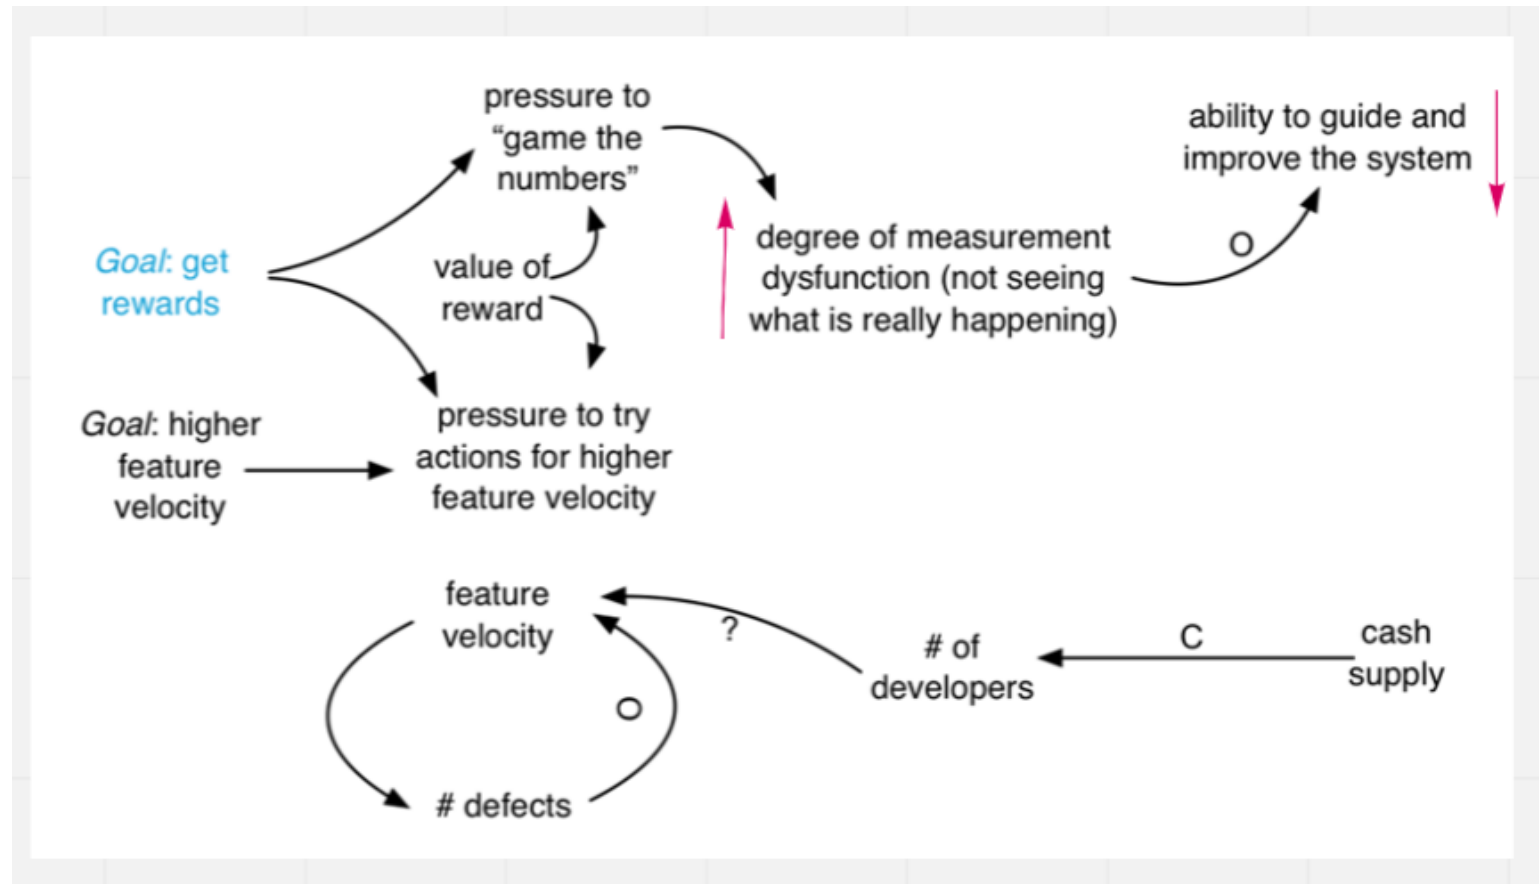 pressure to
“game the
numbers”
ability to guide and
improve the system
Goal: get
rewards
value of
reward
degree of measurement
dysfunction (not seeing
what is really happening)
O
Goal: higher
feature
velocity
pressure to try
actions for higher
feature velocity
feature
velocity
?
# of
developers
C
cash
supply
O
# defects